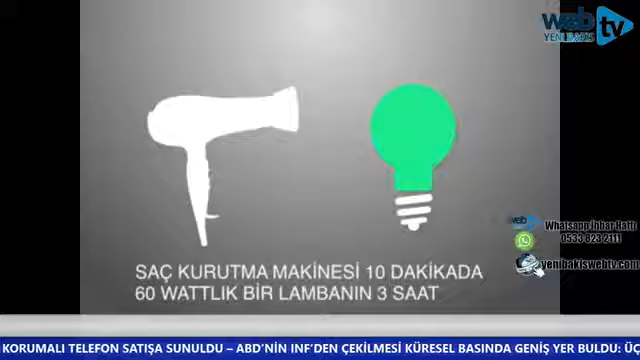 web tv
YENİ BAKIŞ
Whatsapp İhbar Hattı
0533 823 2111
yenibakiswebtv.com
SAÇ KURUTMA MAKİNESİ 10 DAKİKADA
60 WATTLIK BİR LAMBANIN 3 SAAT
KORUMALI TELEFON SATIŞA SUNULDU – ABD'NİN INF'DEN ÇEKİLMESİ KÜRESEL BASINDA GENİŞ YER BULDU: ÜÇ